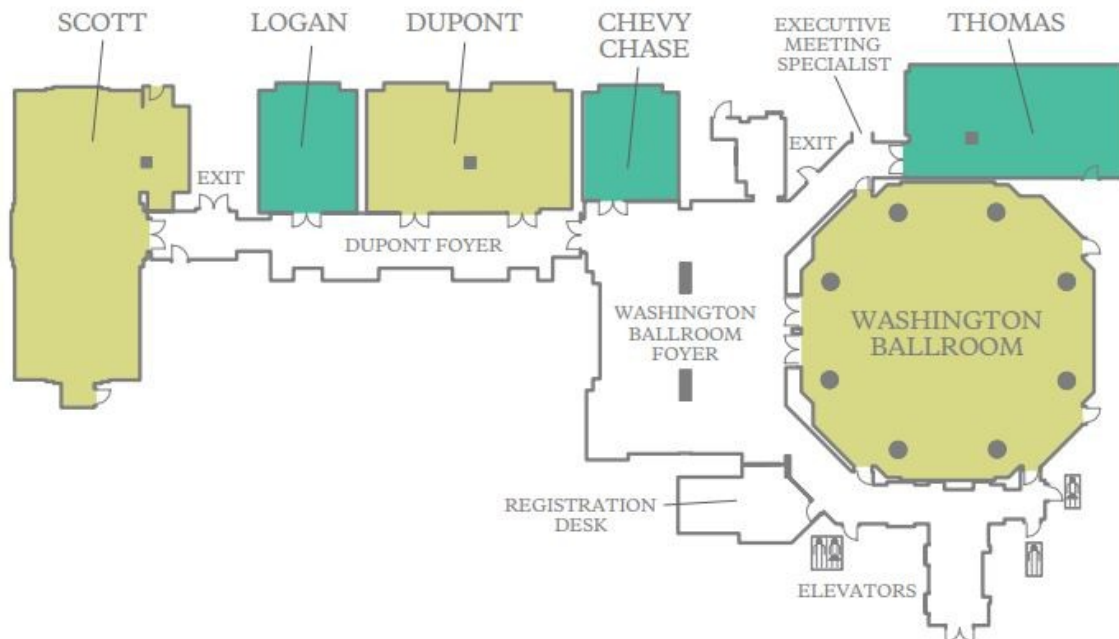 SCOTT
LOGAN
DUPONT
CHEVY
CHASE
EXECUTIVE
MEETING
SPECIALIST
THOMAS
EXIT
EXIT
DUPONT FOYER
WASHINGTON
BALLROOM
FOYER
WASHINGTON
BALLROOM
REGISTRATION
DESK
ELEVATORS